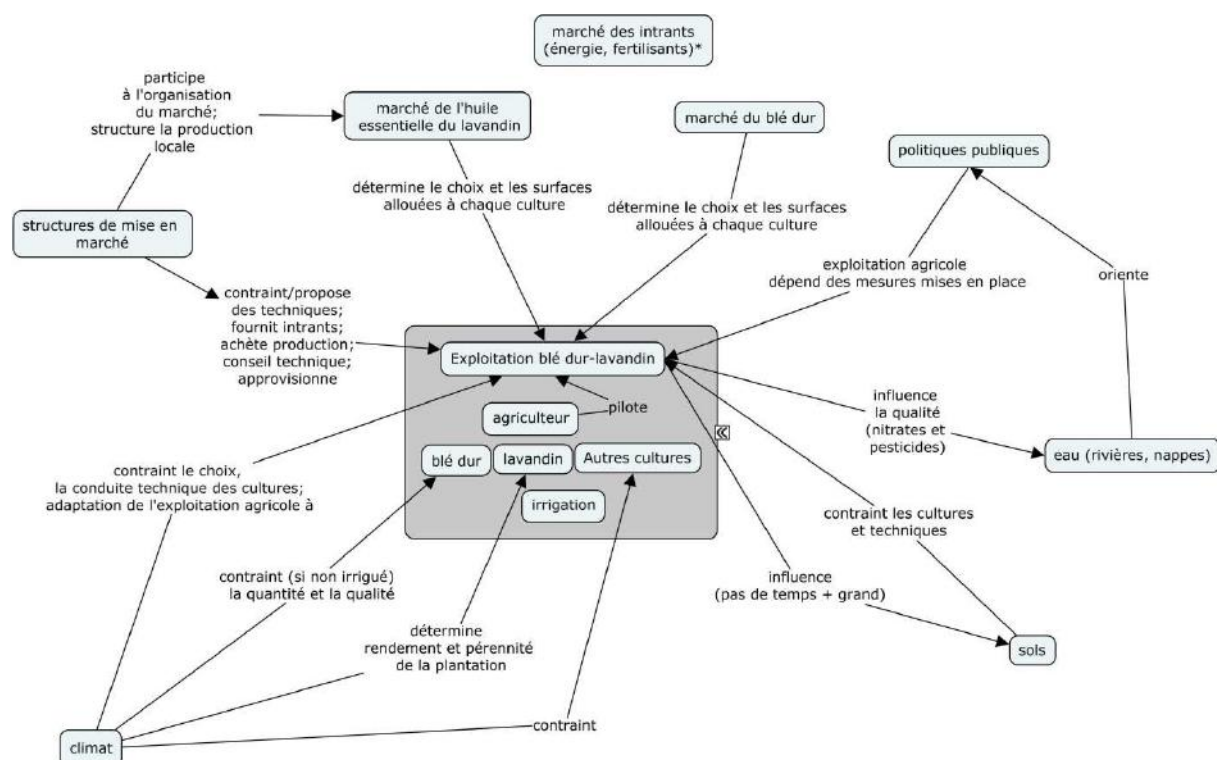 marché des intrants
(énergie, fertilisants)*
participe
à l'organisation
du marché;
structure la production
locale
marché de l'huile
essentielle du lavandin
marché du blé dur
politiques publiques
structures de mise en
marché
détermine le choix et les surfaces
allouées à chaque culture
détermine le choix et les surfaces
allouées à chaque culture
exploitation agricole
dépend des mesures mises en place
oriente
contraint/propose
des techniques;
fournit intrants;
achète production;
conseil technique;
approvisionne
Exploitation blé dur-lavandin
pilote
agriculteur
influence
la qualité
(nitrates et
pesticides)
blé dur
lavandin
Autres cultures
eau (rivières, nappes)
irrigation
contraint le choix,
la conduite technique des cultures;
adaptation de l'exploitation agricole à
contraint les cultures
et techniques
contraint (si non irrigué)
la quantité et la qualité
influence
(pas de temps + grand)
détermine
rendement et pérennité
de la plantation
sols
contraint
climat